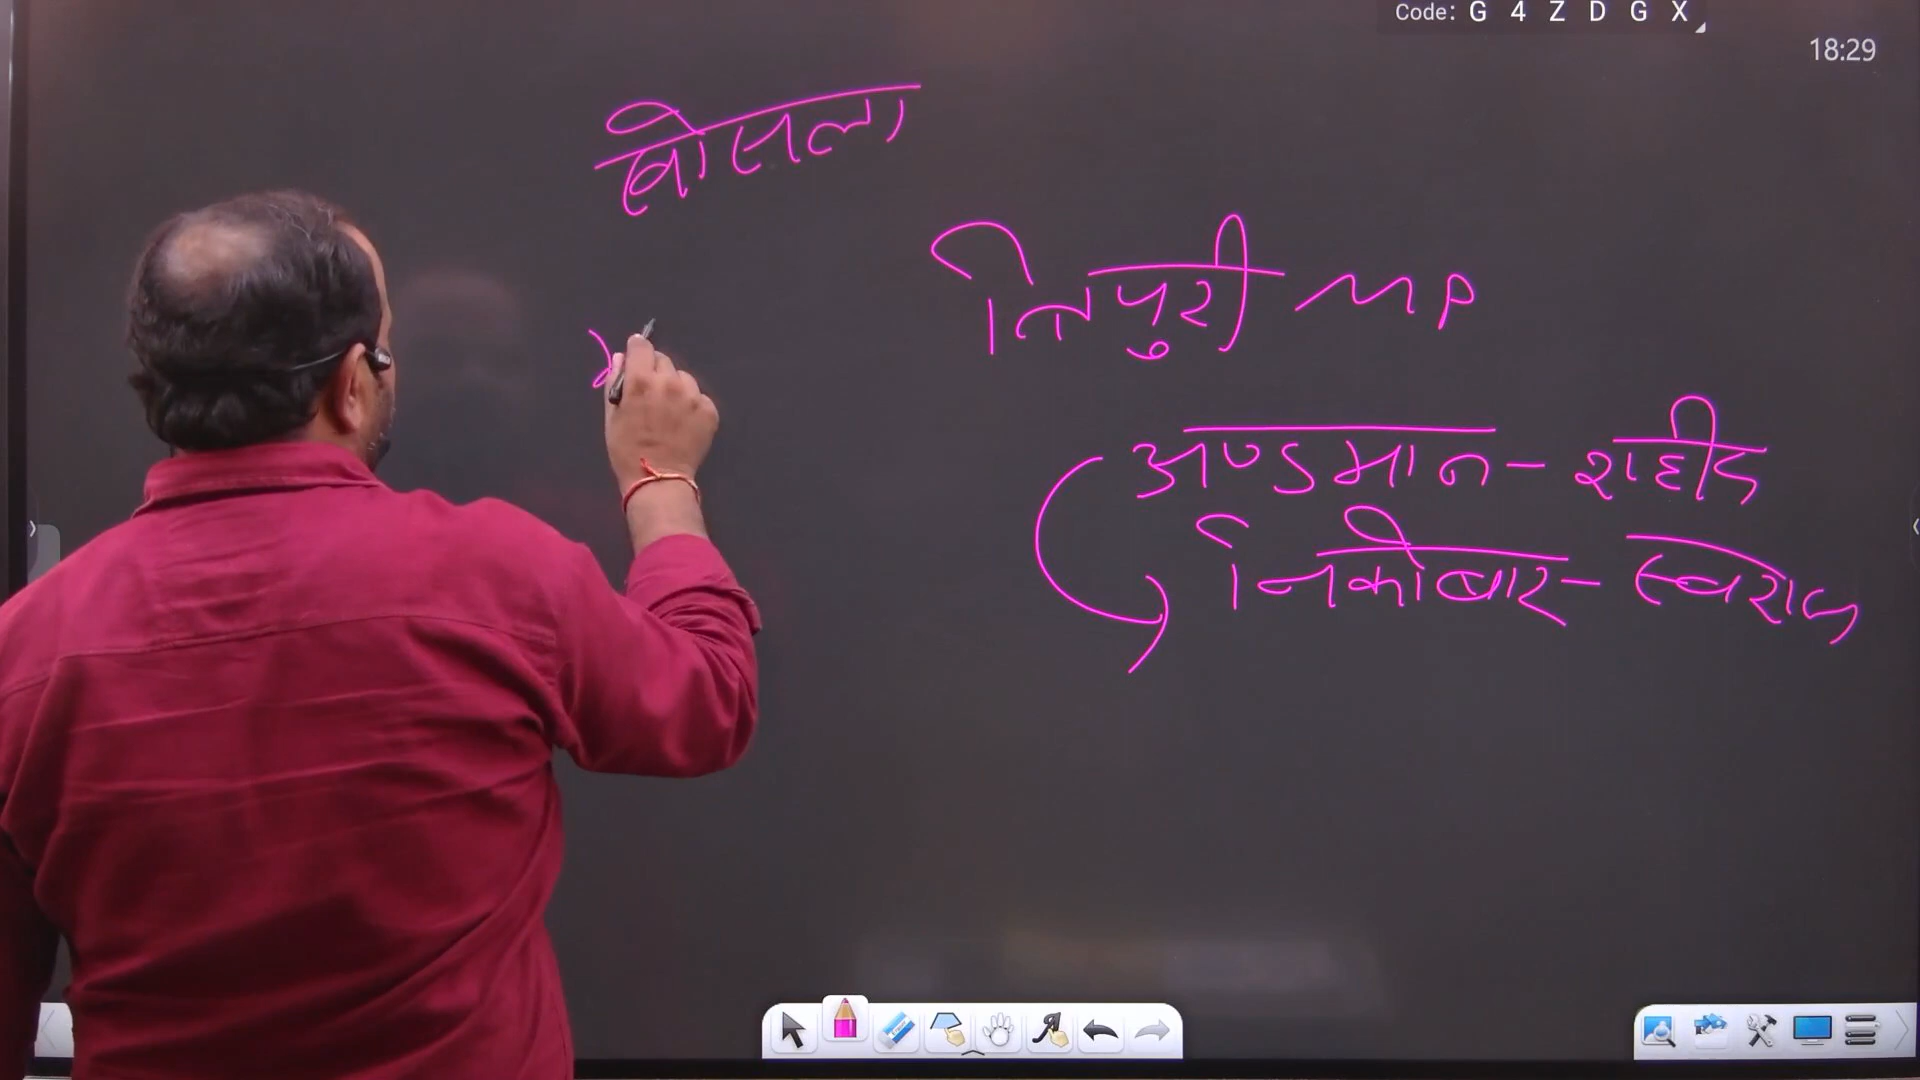 Code: G 4 Z D G X
18:29
बोसला
त्रिपुरी MP
अण्डमान - शहीद
निकोबार - स्वराज